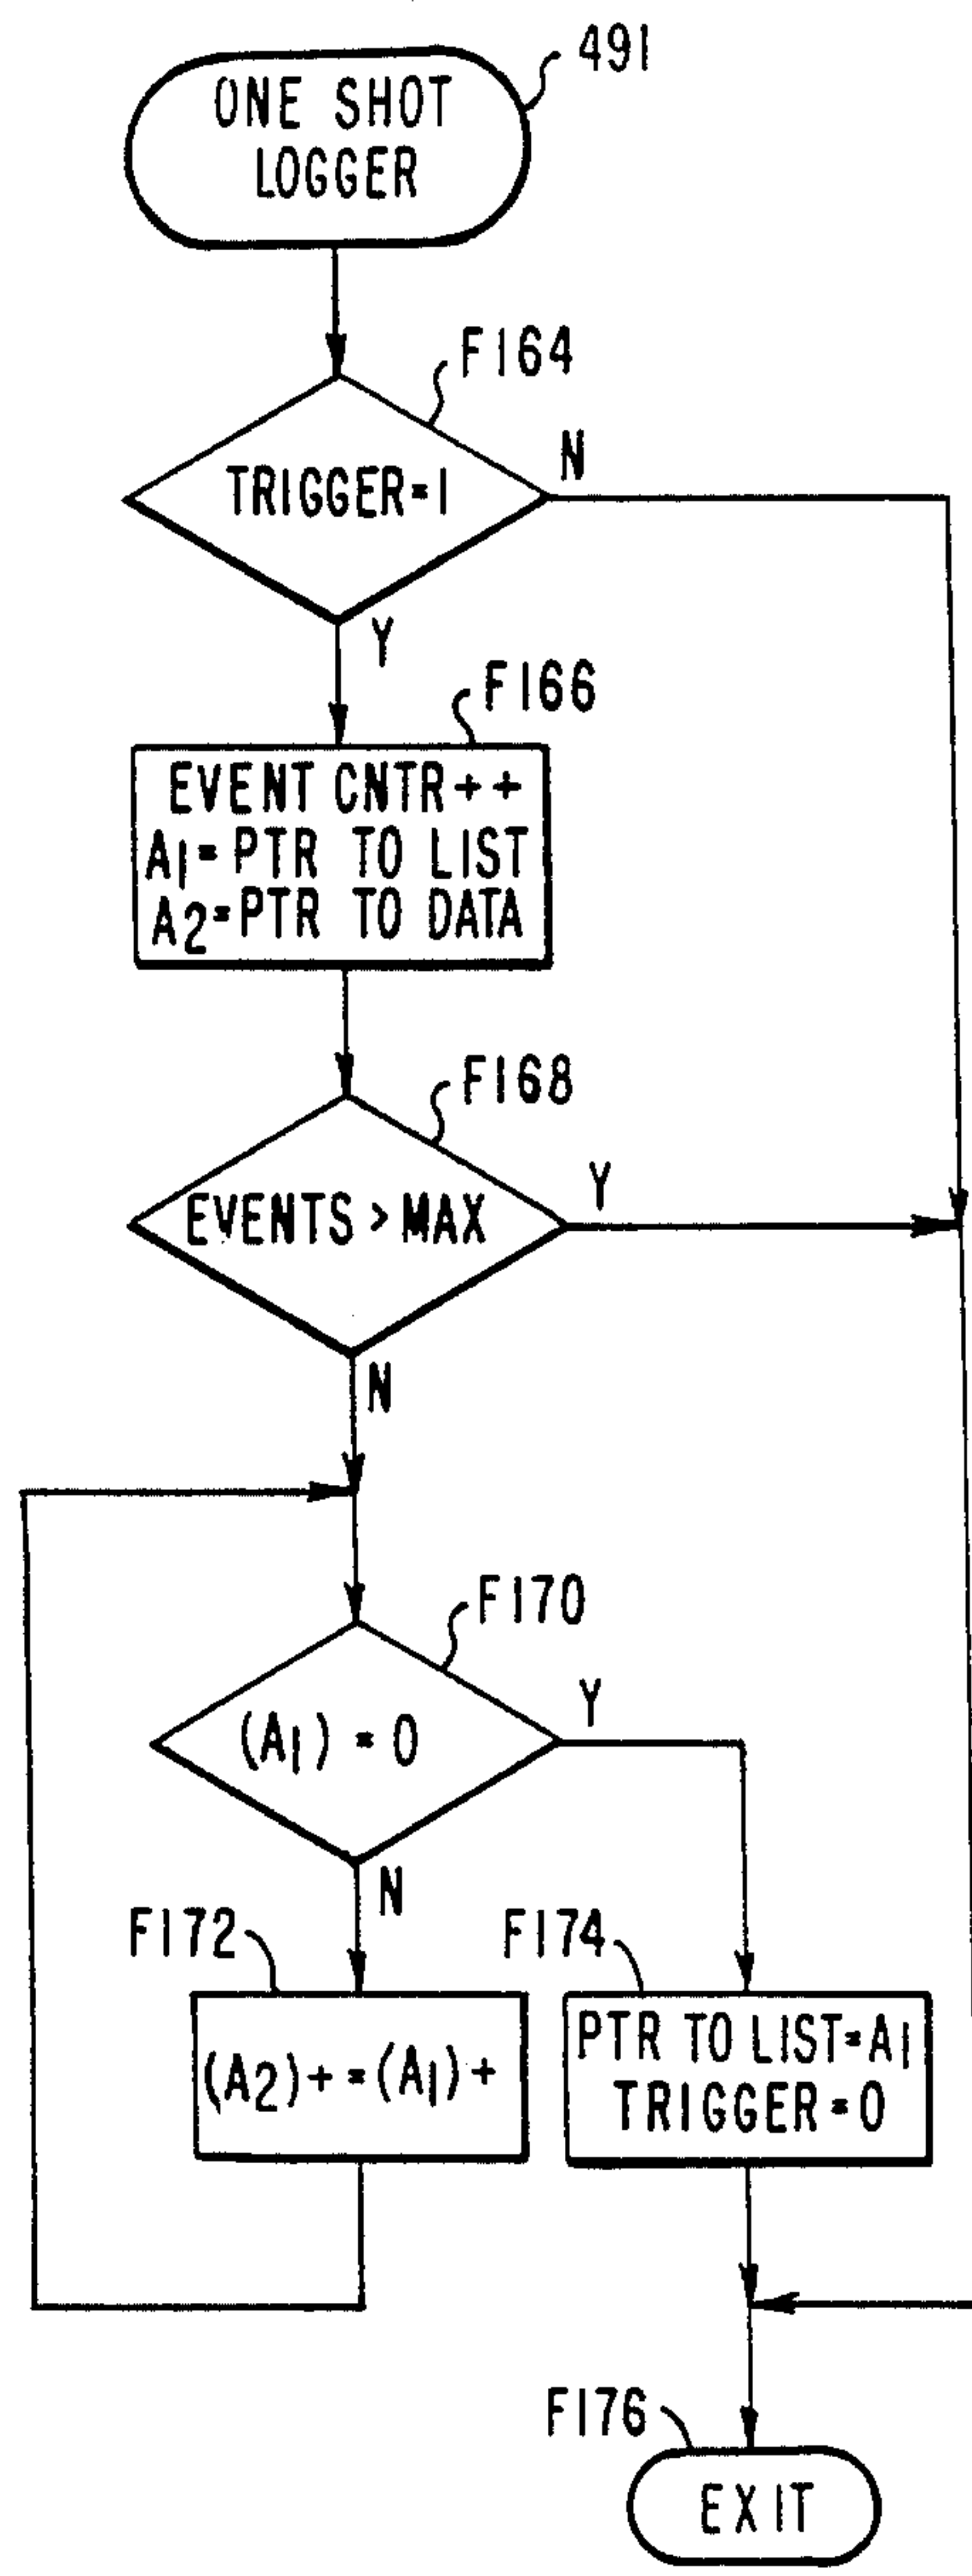 491
ONE SHOT
LOGGER
F164
TRIGGER=1
N
Y
F166
EVENT CNTR++
A1=PTR TO LIST
A2=PTR TO DATA
F168
EVENTS > MAX
Y
N
F170
(A1) = 0
Y
N
F172
(A2)+=(A1)+
F174
PTR TO LIST=A1
TRIGGER=0
F176
EXIT